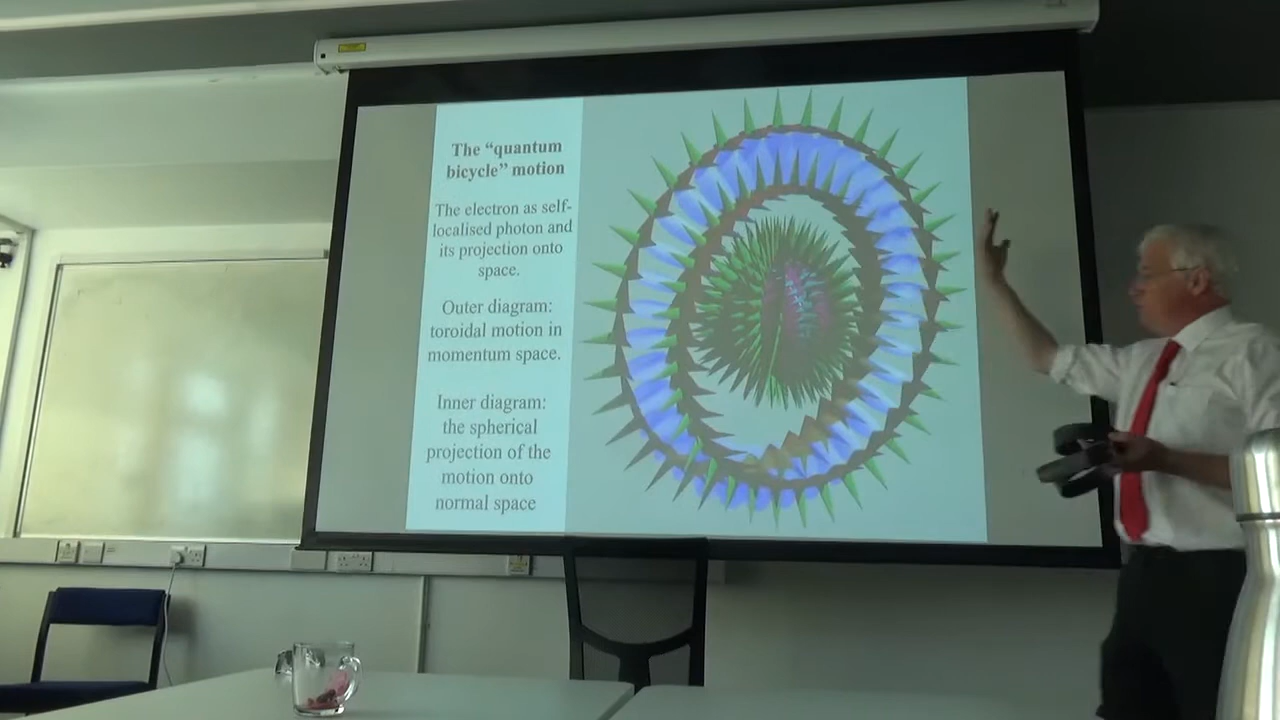 The “quantum
bicycle” motion
The electron as self-
localised photon and
its projection onto
space.
Outer diagram:
toroidal motion in
momentum space.
Inner diagram:
the spherical
projection of the
motion onto
normal space